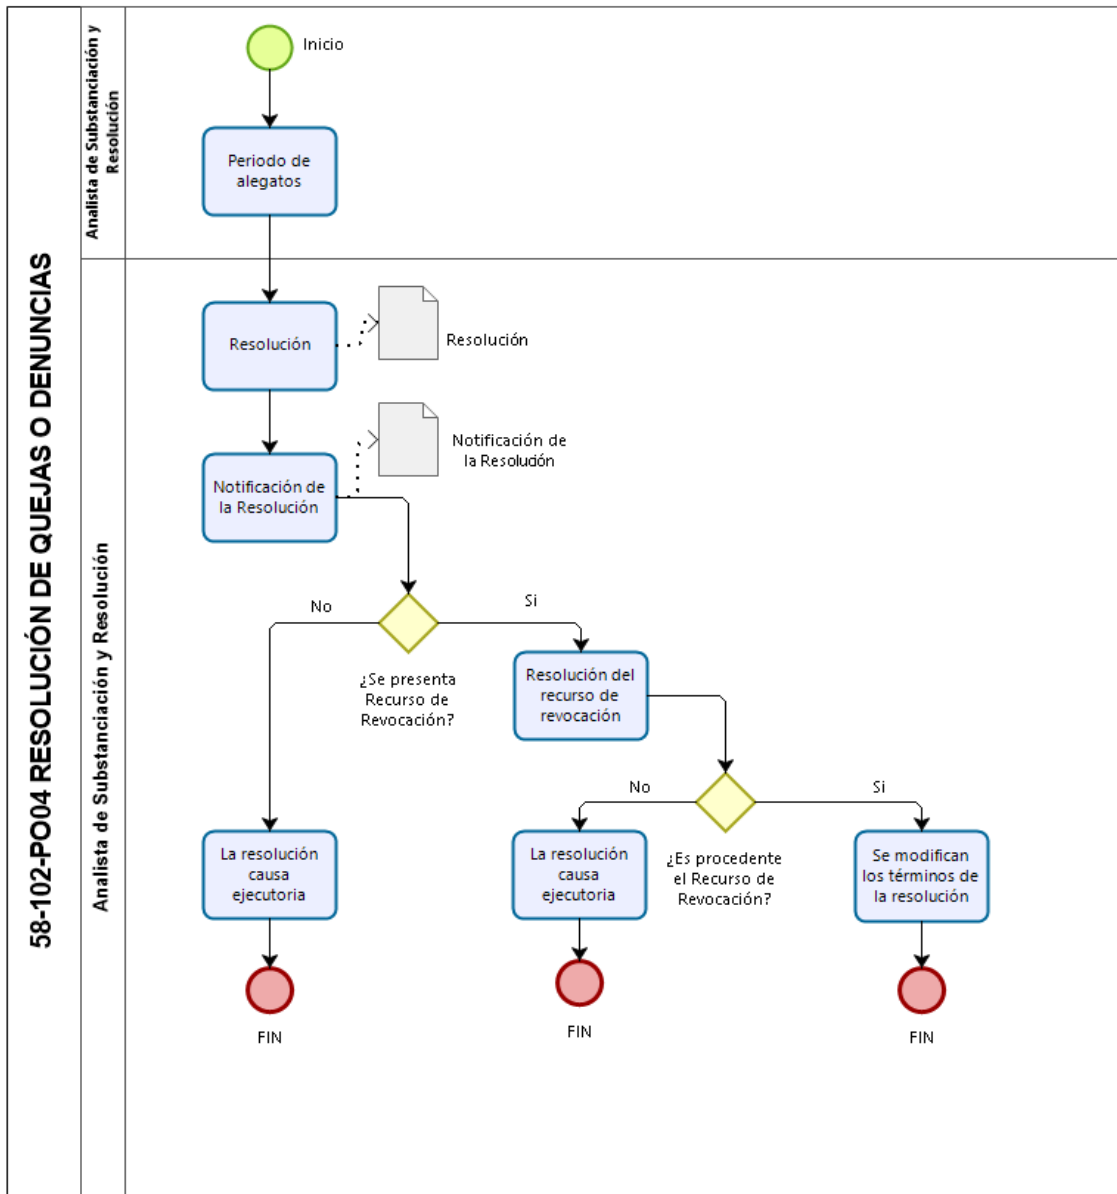 58-102-PO04 RESOLUCIÓN DE QUEJAS O DENUNCIAS
Analista de Substanciación y
Resolución
Inicio
Periodo de
alegatos
Analista de Substanciación y Resolución
Resolución
Resolución
Notificación de
la Resolución
Notificación de
la Resolución
No
Si
¿Se presenta
Recurso de
Revocación?
Resolución del
recurso de
revocación
No
Si
La resolución
causa
ejecutoria
La resolución
causa
ejecutoria
¿Es procedente
el Recurso de
Revocación?
Se modifican
los términos de
la resolución
FIN
FIN
FIN